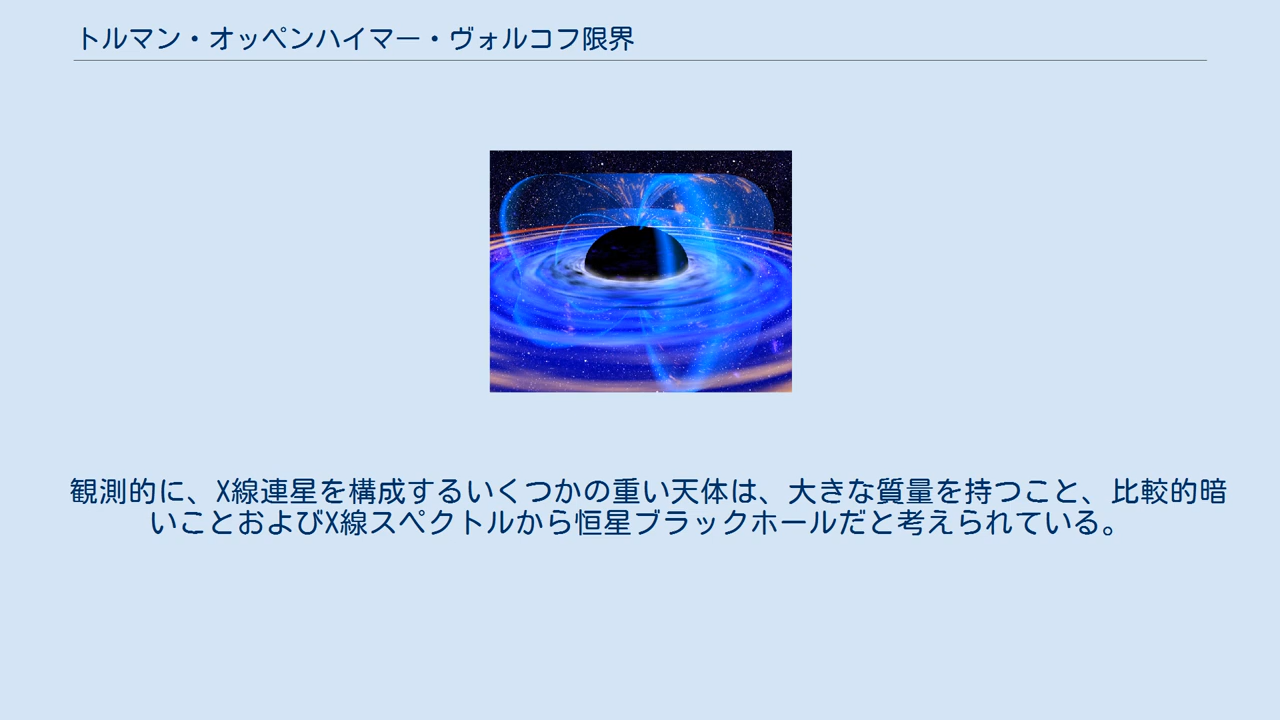 トルマン・オッペンハイマー・ヴォルコフ限界
観測的に、X線連星を構成するいくつかの重い天体は、大きな質量を持つこと、比較的暗
いことおよびX線スペクトルから恒星ブラックホールだと考えられている。